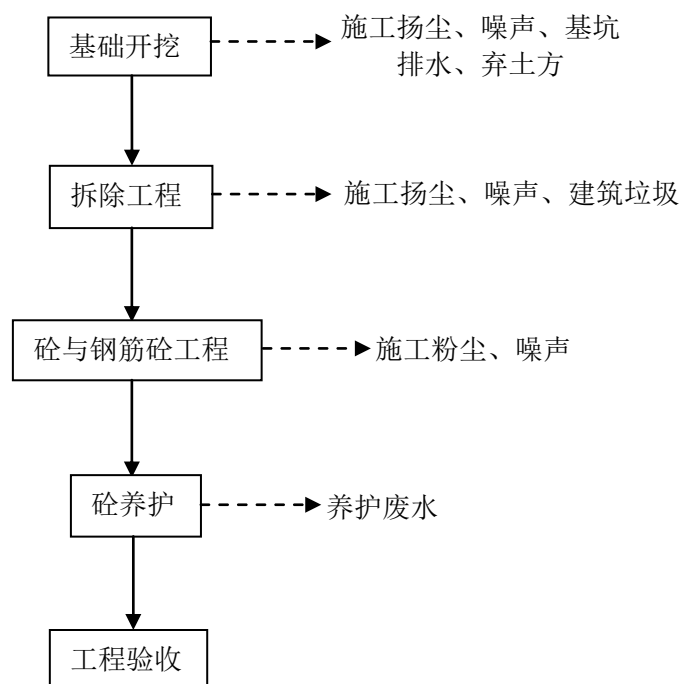 基础开挖
施工扬尘、噪声、基坑
排水、弃土方
拆除工程
施工扬尘、噪声、建筑垃圾
砼与钢筋砼工程
施工粉尘、噪声
砼养护
养护废水
工程验收